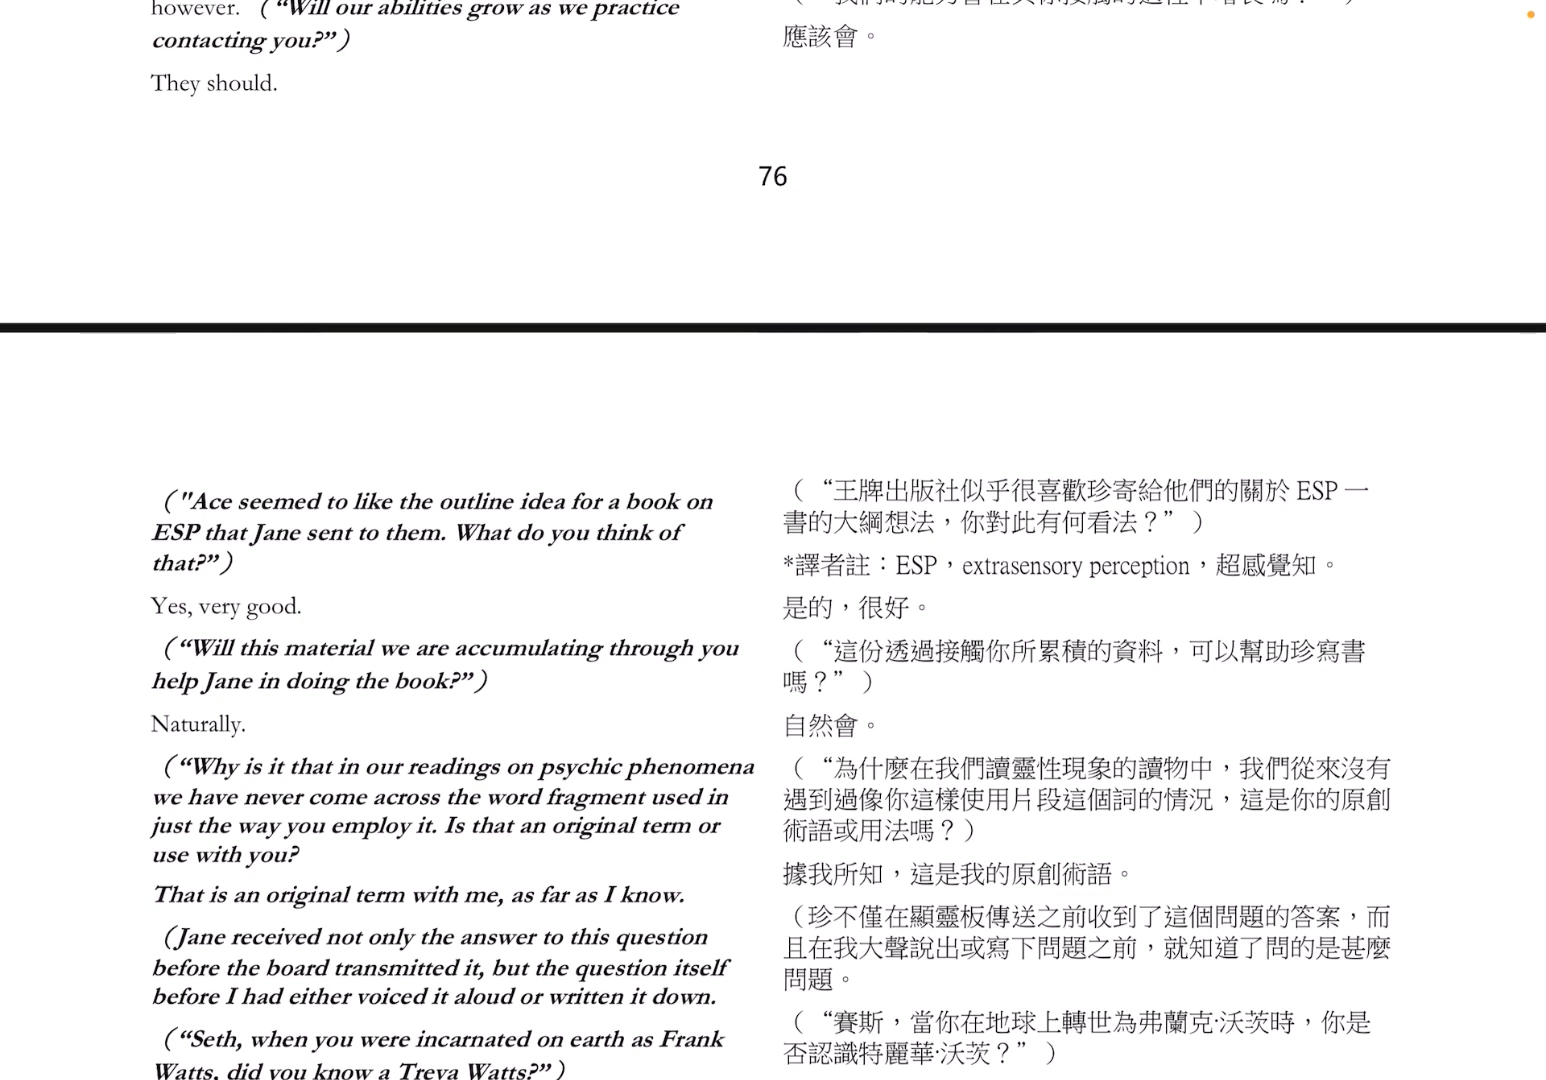 however. （“Will our abilities grow as we practice
contacting you?”）
They should.
應該會。
76
（"Ace seemed to like the outline idea for a book on
ESP that Jane sent to them. What do you think of
that?”）
Yes, very good.
（“Will this material we are accumulating through you
help Jane in doing the book?”）
Naturally.
（“Why is it that in our readings on psychic phenomena
we have never come across the word fragment used in
just the way you employ it. Is that an original term or
use with you?
That is an original term with me, as far as I know.
（Jane received not only the answer to this question
before the board transmitted it, but the question itself
before I had either voiced it aloud or written it down.
（“Seth, when you were incarnated on earth as Frank
Watts, did you know a Treva Watts?”）
（“王牌出版社似乎很喜歡珍寄給他們的關於 ESP 一
書的大綱想法，你對此有何看法？”）
*譯者註：ESP，extrasensory perception，超感覺知。
是的，很好。
（“這份透過接觸你所累積的資料，可以幫助珍寫書
嗎？”）
自然會。
（“為什麼在我們讀靈性現象的讀物中，我們從來沒有
遇到過像你這樣使用片段這個詞的情況，這是你的原創
術語或用法嗎？）
據我所知，這是我的原創術語。
（珍不僅在顯靈板傳送之前收到了這個問題的答案，而
且在我大聲說出或寫下問題之前，就知道了問的是甚麼
問題。
（“賽斯，當你在地球上轉世為弗蘭克·沃茨時，你是
否認識特麗華·沃茨？”）